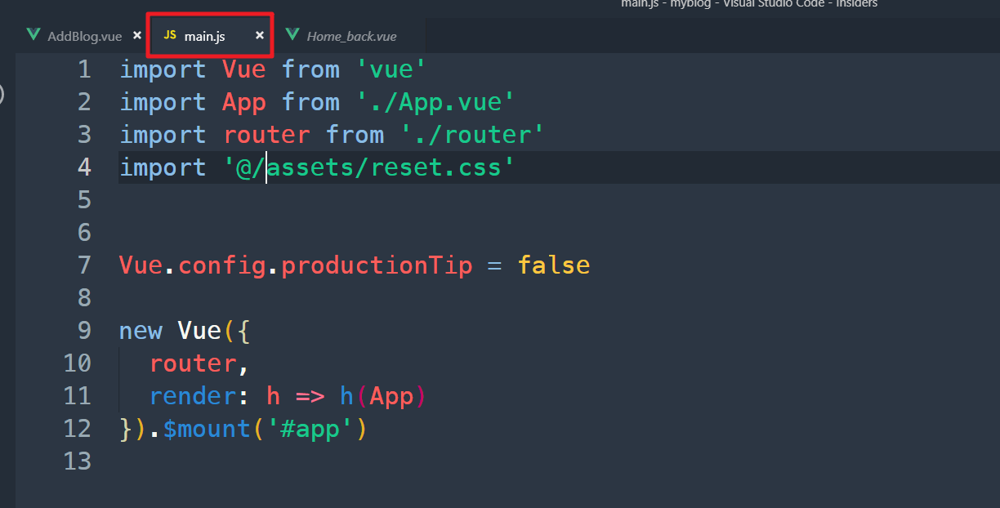 main.js - myblog - Visual Studio Code - Insiders
AddBlog.vue × JS main.js × Home_back.vue
1 import Vue from 'vue'
2 import App from './App.vue'
3 import router from './router'
4 import '@/assets/reset.css'
5
6
7 Vue.config.productionTip = false
8
9 new Vue({
10 router,
11 render: h => h(App)
12 }).$mount('#app')
13